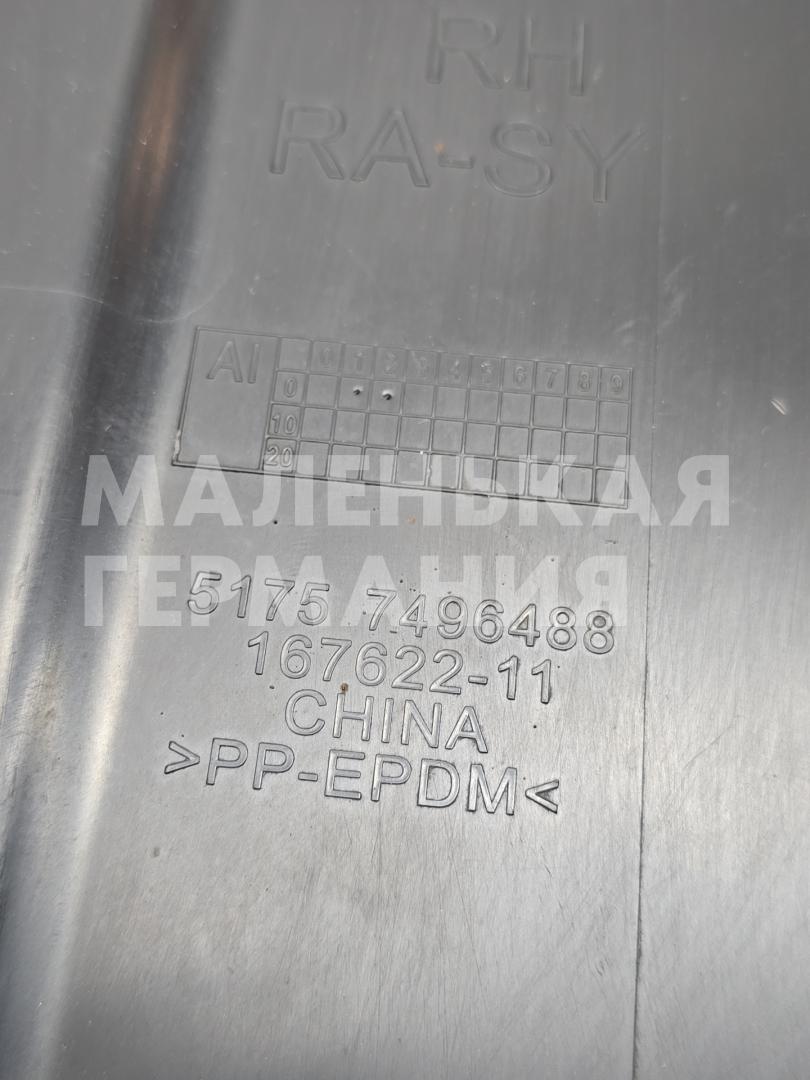 RH
RA-SY
AI 0 1 2 3 4 5 6 7 8 9
0
10
20
МАЛЕНЬКАЯ
ГЕРМАНИЯ
5175 7496488
167622-11
CHINA
>PP-EPDM<